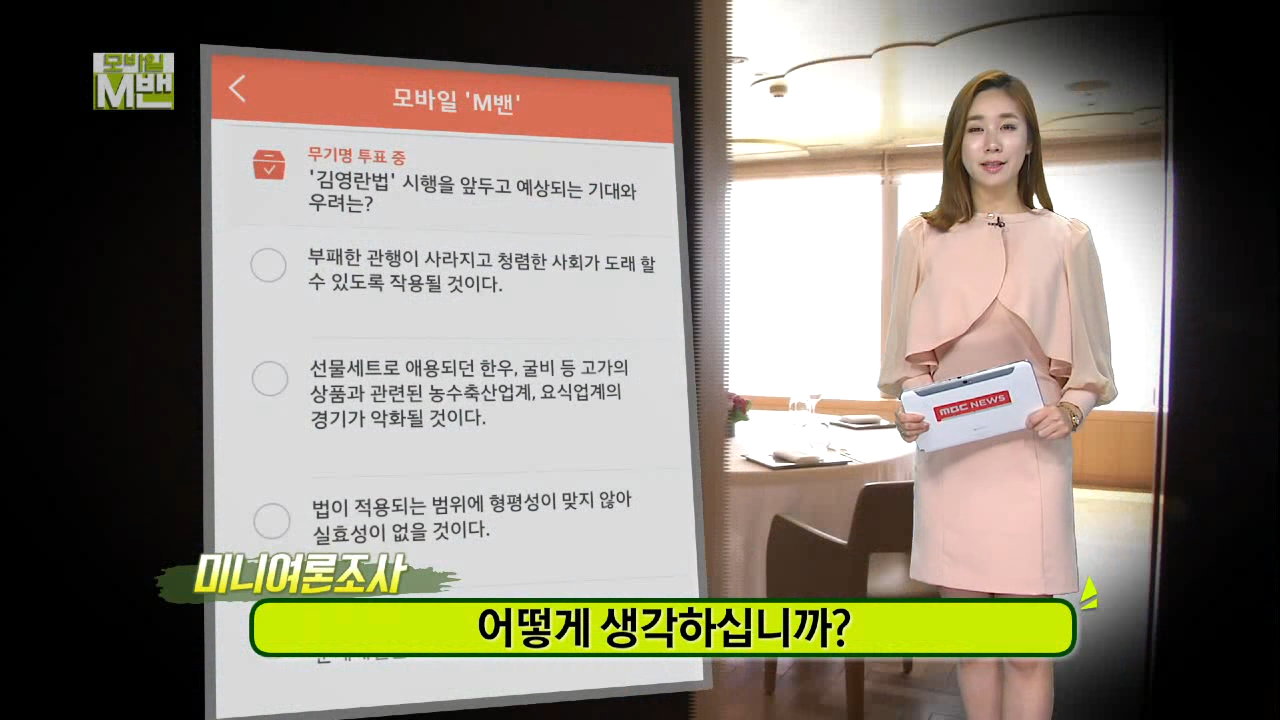 모바일
M밴
모바일 'M밴'
무기명 투표 중
'김영란법' 시행을 앞두고 예상되는 기대와
우려는?
부패한 관행이 사라지고 청렴한 사회가 도래 할
수 있도록 작용될 것이다.
선물세트로 애용되던 한우, 굴비 등 고가의
상품과 관련된 농수축산업계, 요식업계의
경기가 악화될 것이다.
법이 적용되는 범위에 형평성이 맞지 않아
실효성이 없을 것이다.
미니여론조사
어떻게 생각하십니까?
MBC NEWS